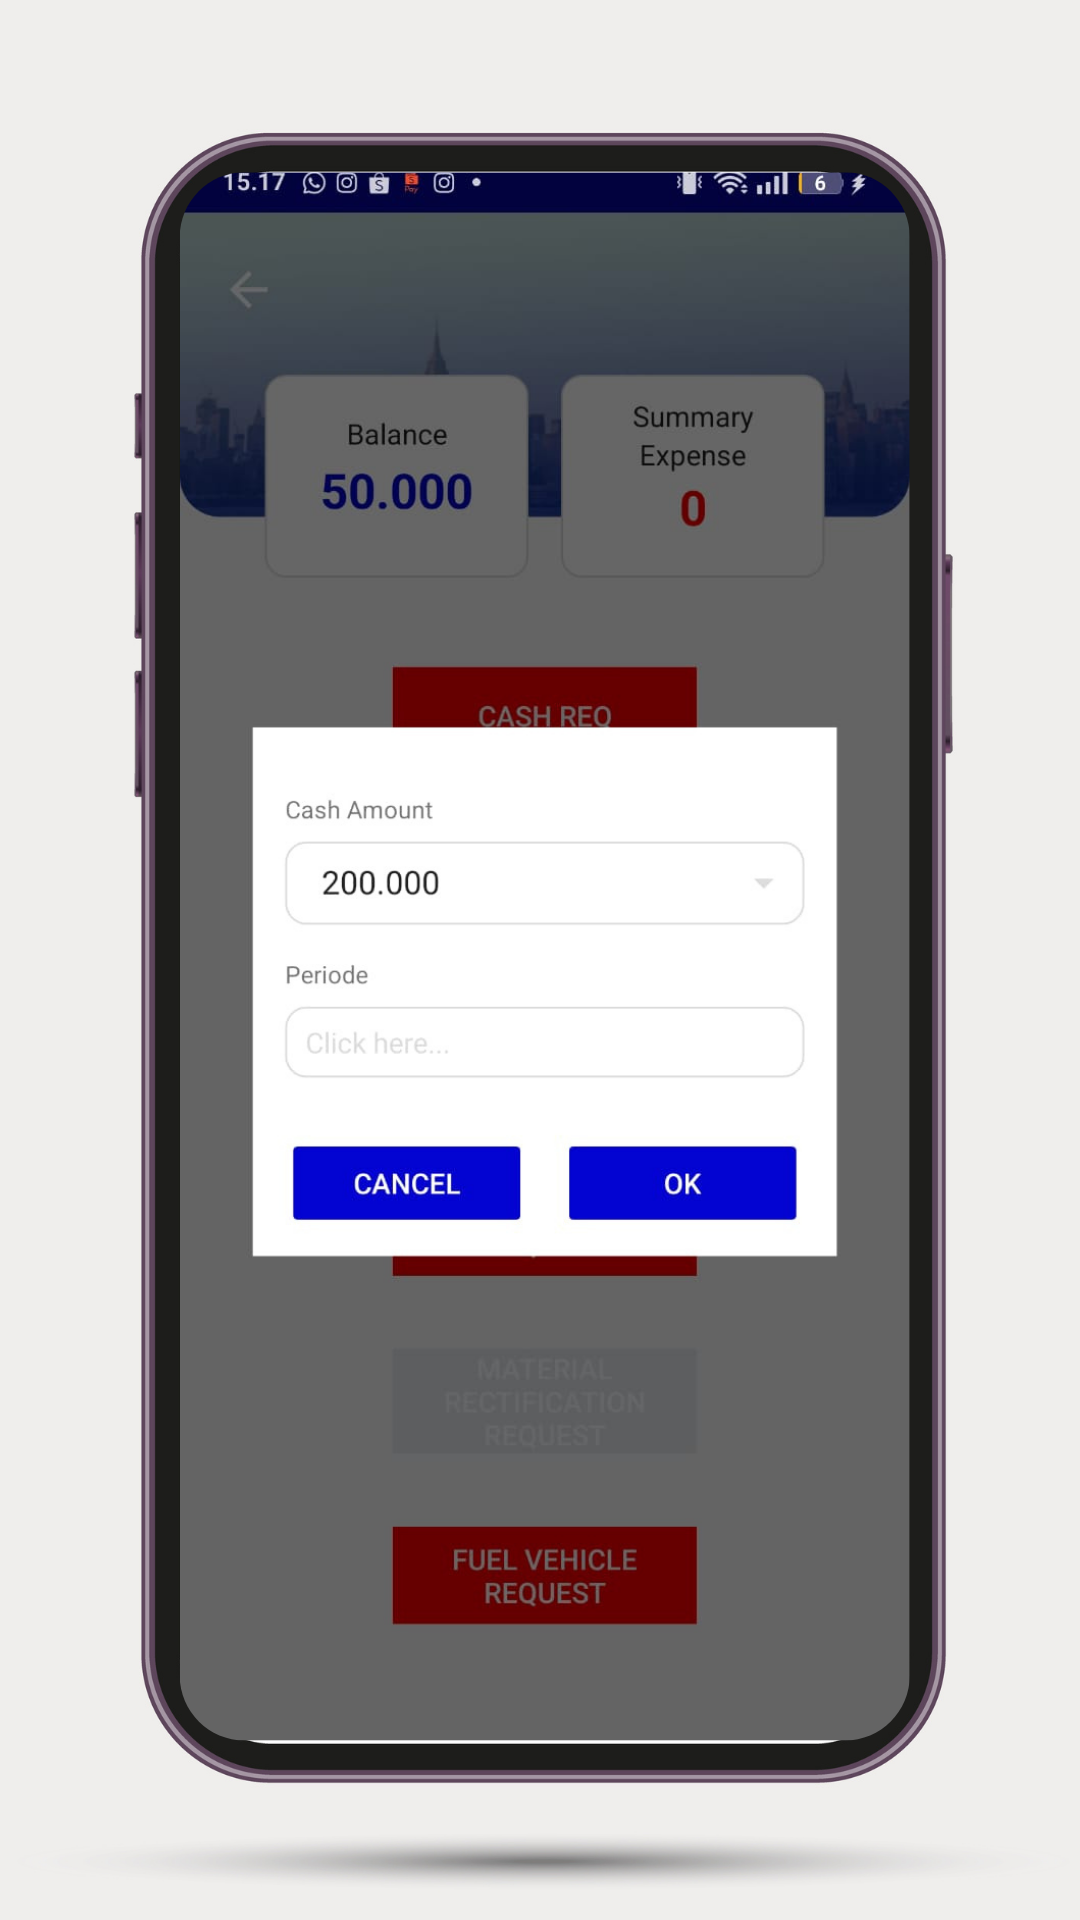 15.17
6
Balance
50.000
Summary
Expense
0
CASH REQ
Cash Amount
200.000
Periode
Click here...
CANCEL
OK
MATERIAL
RECTIFICATION
REQUEST
FUEL VEHICLE
REQUEST